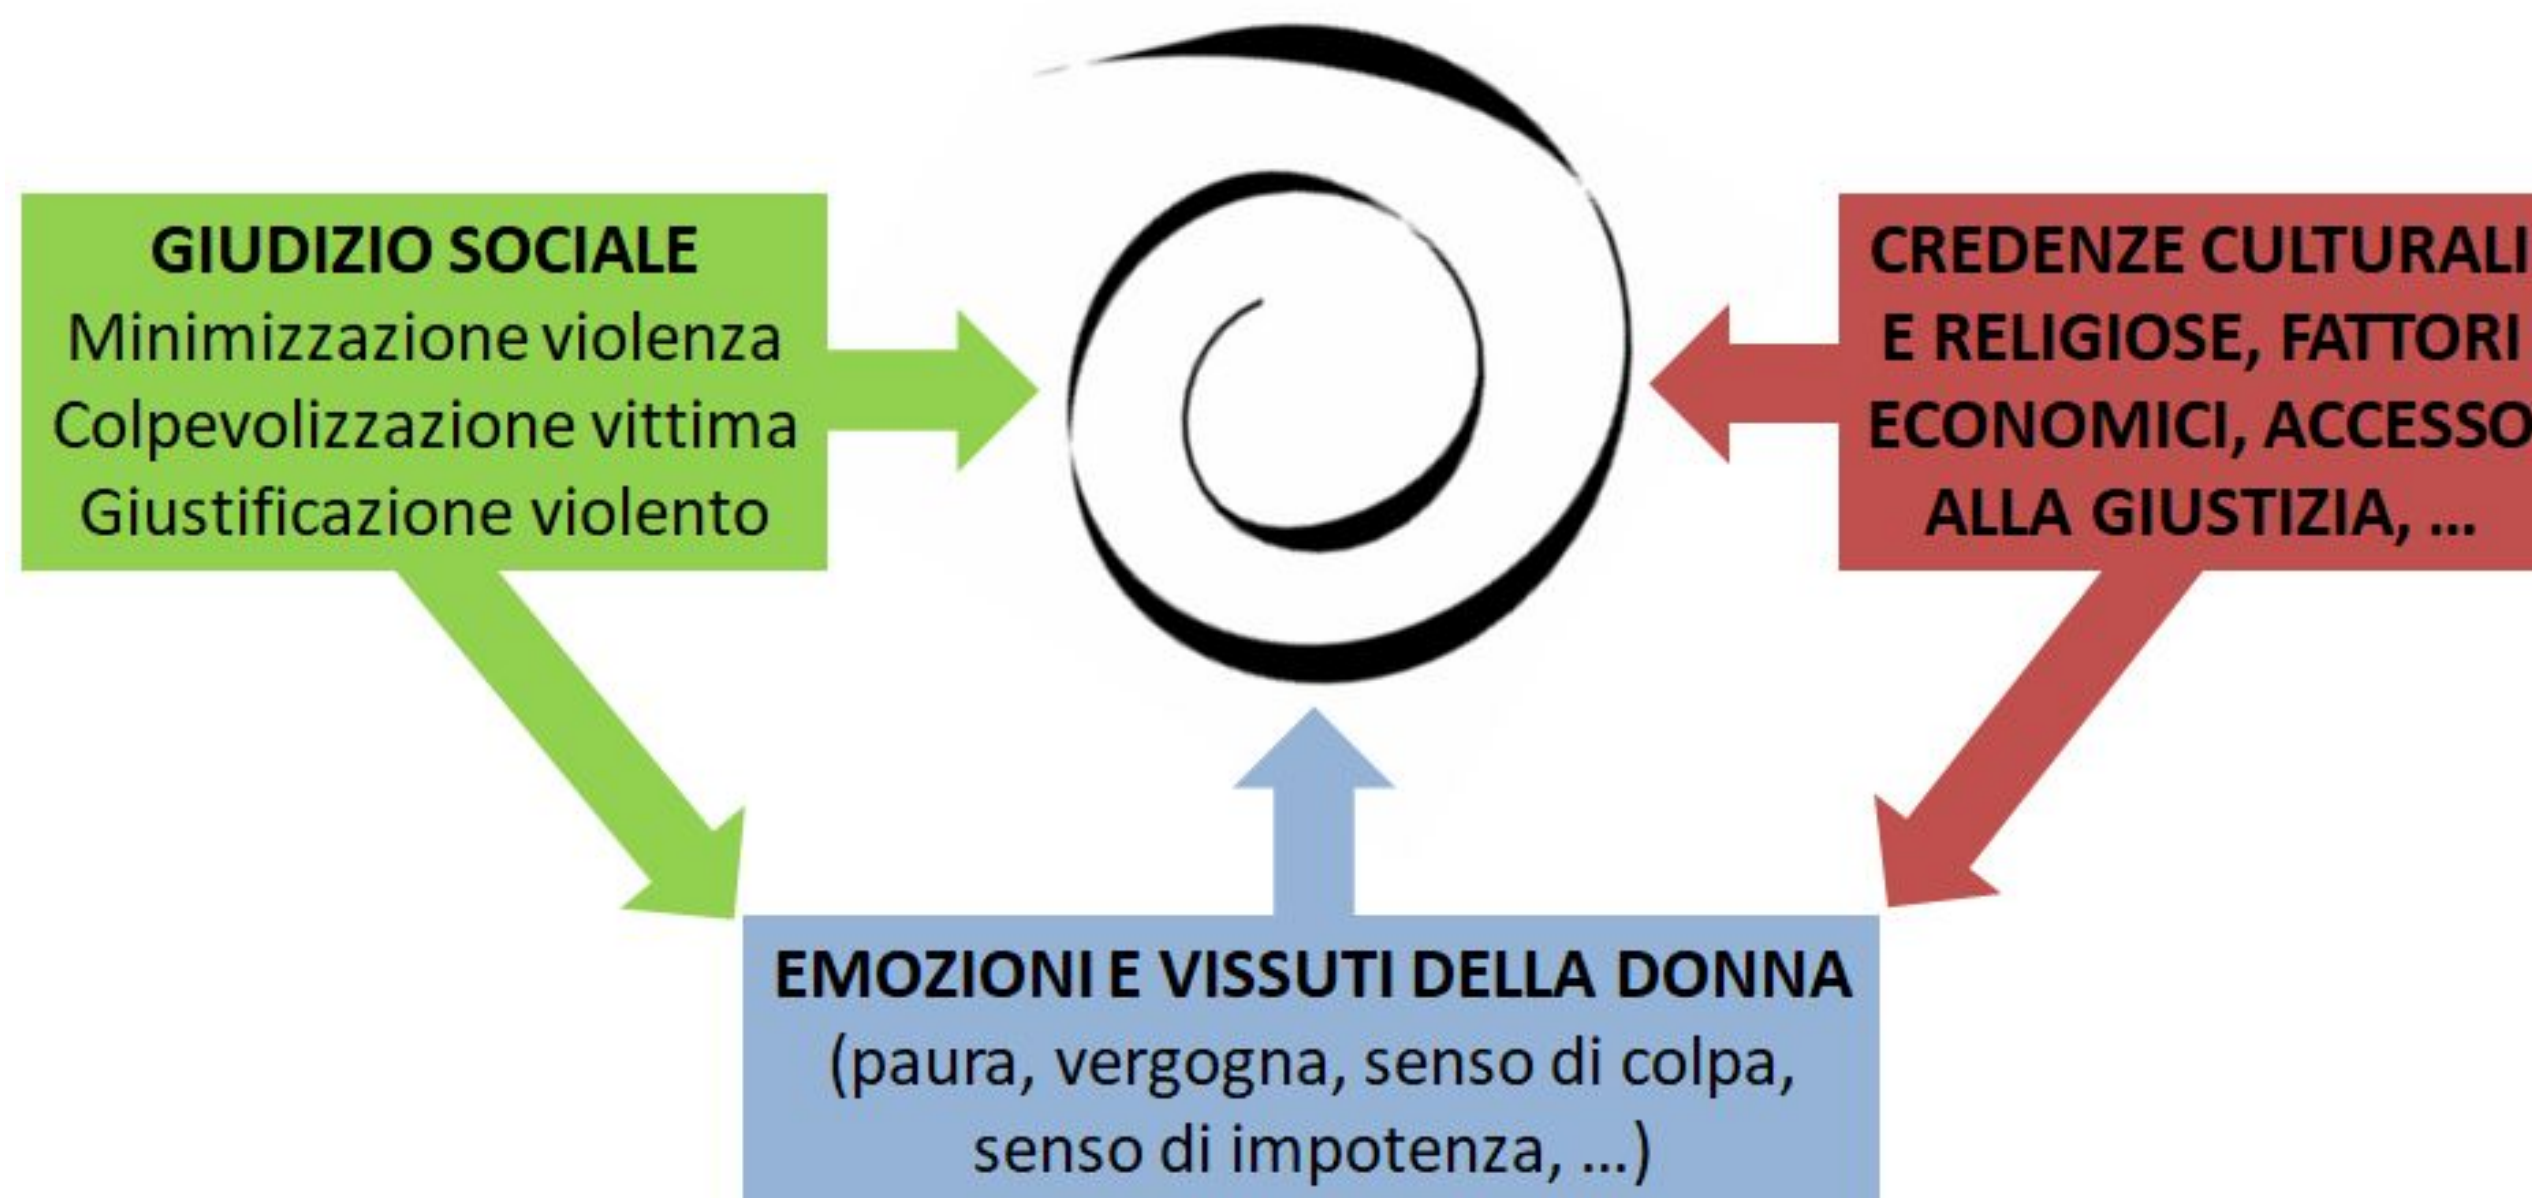 GIUDIZIO SOCIALE
Minimizzazione violenza
Colpevolizzazione vittima
Giustificazione violento
CREDENZE CULTURALI
E RELIGIOSE, FATTORI
ECONOMICI, ACCESSO
ALLA GIUSTIZIA, ...
EMOZIONI E VISSUTI DELLA DONNA
(paura, vergogna, senso di colpa,
senso di impotenza, ...)